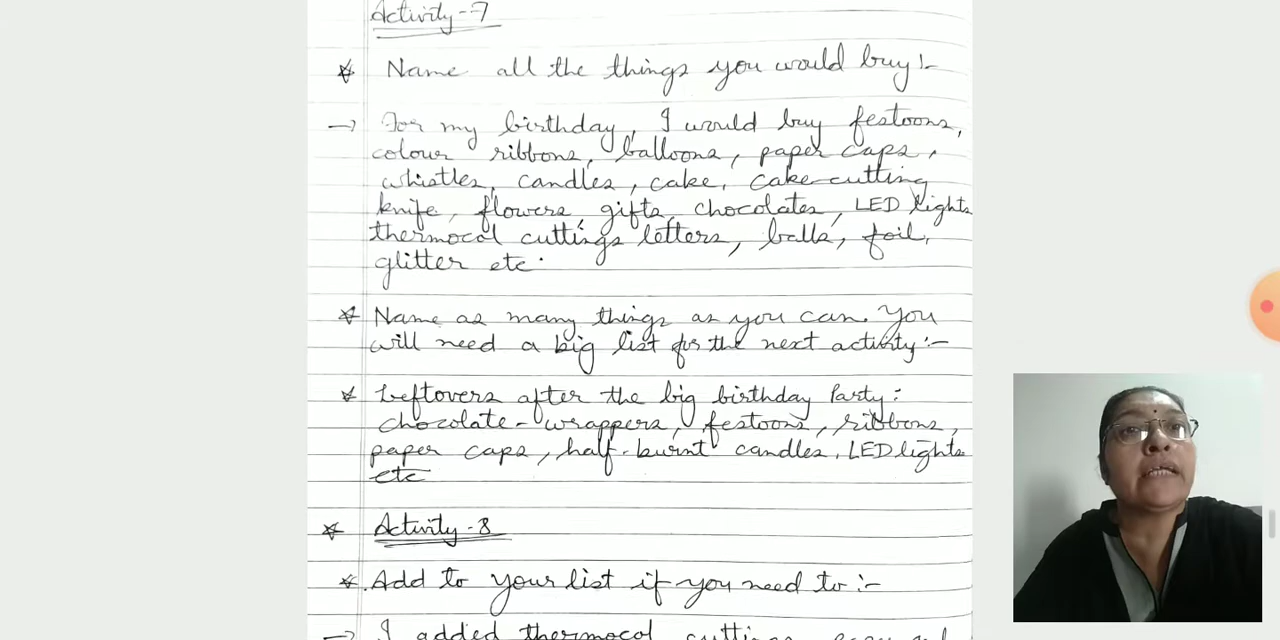 Activity-7
* Name all the things you would buy:-
→ For my birthday, I would buy festoons,
colour ribbons, balloons, paper caps,
whistles, candles, cake, cake cutting
knife, flowers, gifts, chocolates, LED lights
thermocol cuttings letters, balls, foil,
glitter etc.
* Name as many things as you can. You
will need a big list for the next activity:-
* Leftovers after the big birthday Party:
chocolate-wrappers, festoons, ribbons,
paper caps, half-burnt candles, LED lights
etc
* Activity-8
* Add to your list if you need to:-
→ I added thermocol cuttings